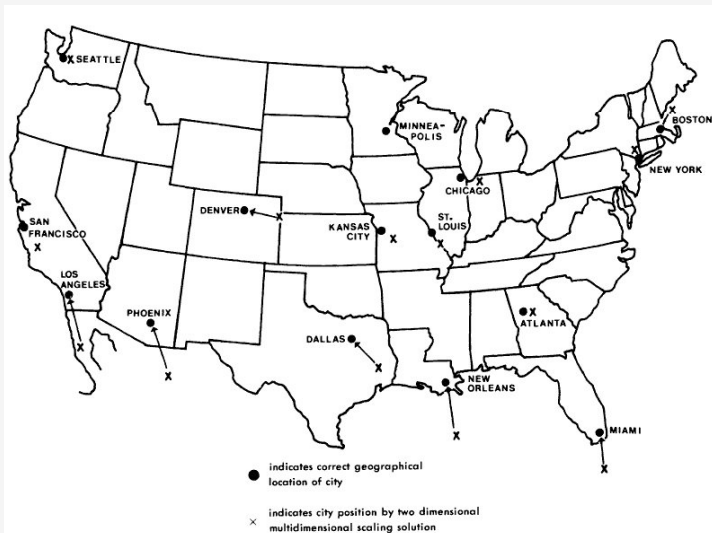 SEATTLE
MINNEA-
POLIS
BOSTON
NEW YORK
CHICAGO
DENVER
KANSAS
CITY
ST.
LOUIS
SAN
FRANCISCO
LOS
ANGELES
PHOENIX
DALLAS
ATLANTA
NEW
ORLEANS
MIAMI
indicates correct geographical
location of city
indicates city position by two dimensional
multidimensional scaling solution